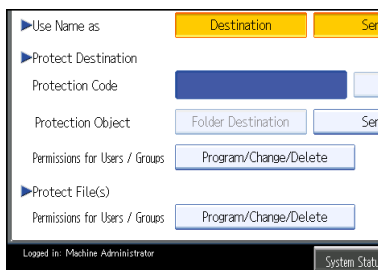 ▶Use Name as Destination Ser
▶Protect Destination
Protection Code
Protection Object Folder Destination Ser
Permissions for Users / Groups Program/Change/Delete
▶Protect File(s)
Permissions for Users / Groups Program/Change/Delete
Logged in: Machine Administrator System Statu